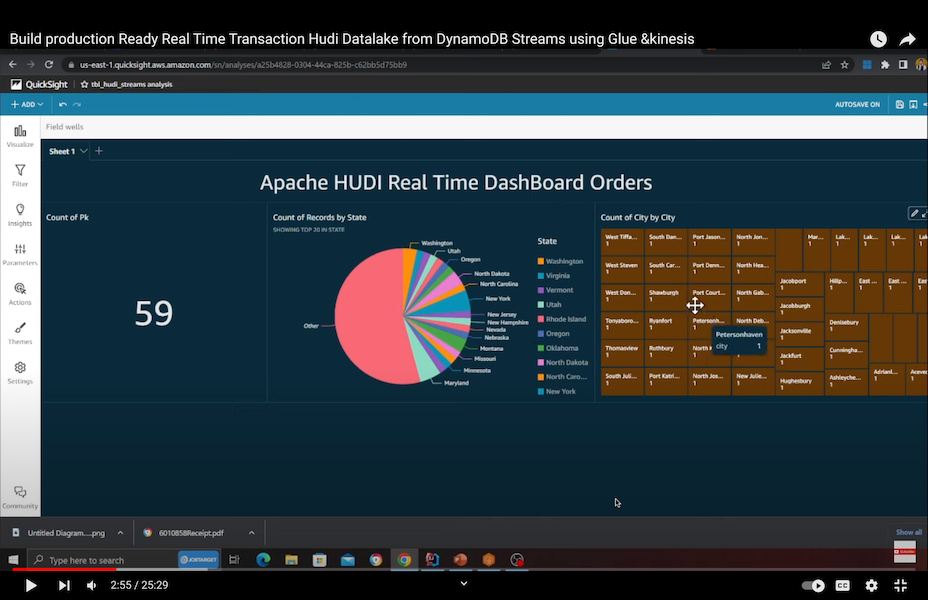 Build production Ready Real Time Transaction Hudi Datalake from DynamoDB Streams using Glue &kinesis
us-east-1.quicksight.aws.amazon.com/sn/analyses/a25b4828-0304-44ca-825b-c62bb5d75bb9
QuickSight tbl_hudi_streams analysis
ADD AUTOSAVE ON
Field wells
Visualize
Filter
Insights
Parameters
Actions
Themes
Settings
Community
Sheet 1
Apache HUDI Real Time DashBoard Orders
Count of Pk
59
Count of Records by State
SHOWING TOP 20 IN STATE
Washington
Utah
Oregon
North Dakota
North Carolina
New York
New Jersey
New Hampshire
Nevada
Nebraska
Montana
Missouri
Minnesota
Maryland
Other
State
Washington
Virginia
Vermont
Utah
Rhode Island
Oregon
Oklahoma
North Dakota
North Caro...
New York
Count of City by City
West Tiffa... South Dan... Port Jason... North Jon... Mar... Lak... Lak... Lak... Lak
1 1 1 1 1 1 1 1 1
West Steven South Car... Port Denn... North Hea...
1 1 1 1
Jacobport Hillp... East ... East ...
1 1 1 1
West Don... Shawburgh Port Court... North Gab...
1 1 1 1
Jacobburgh
1
Tonyaboro... Ryanfort Petersonh... North Deb...
1 1
Denisebury
1
Jacksonville
1
Thomasview Ruthbury North
1 1
Jackfurt Cunningha...
1 1
South Juli... Port Katri... North Jos... New Julie...
1 1 1 1
Hughesbury Ashleyche... Adrianl... Aceve
1 1 1 1
Petersonhaven
city 1
Untitled Diagram....png 6010858Receipt.pdf Show all
Type here to search JOBTARGET
2:55 / 25:29
CC